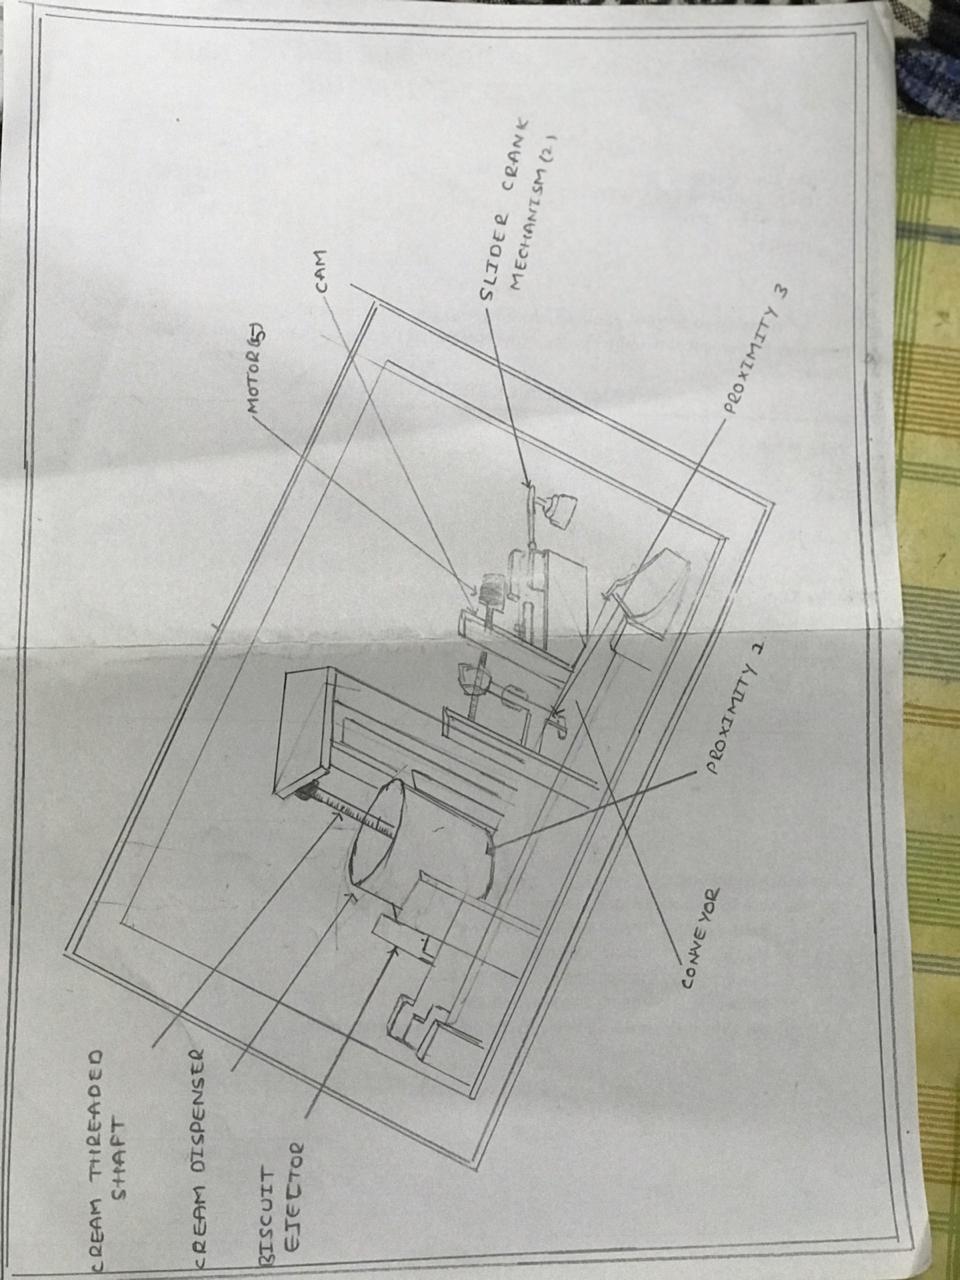 CREAM THREADED
SHAFT
CREAM DISPENSER
BISCUIT
EJECTOR
MOTOR(5)
CAM
SLIDER CRANK
MECHANISM(2)
PROXIMITY 3
PROXIMITY 2
CONVEYOR